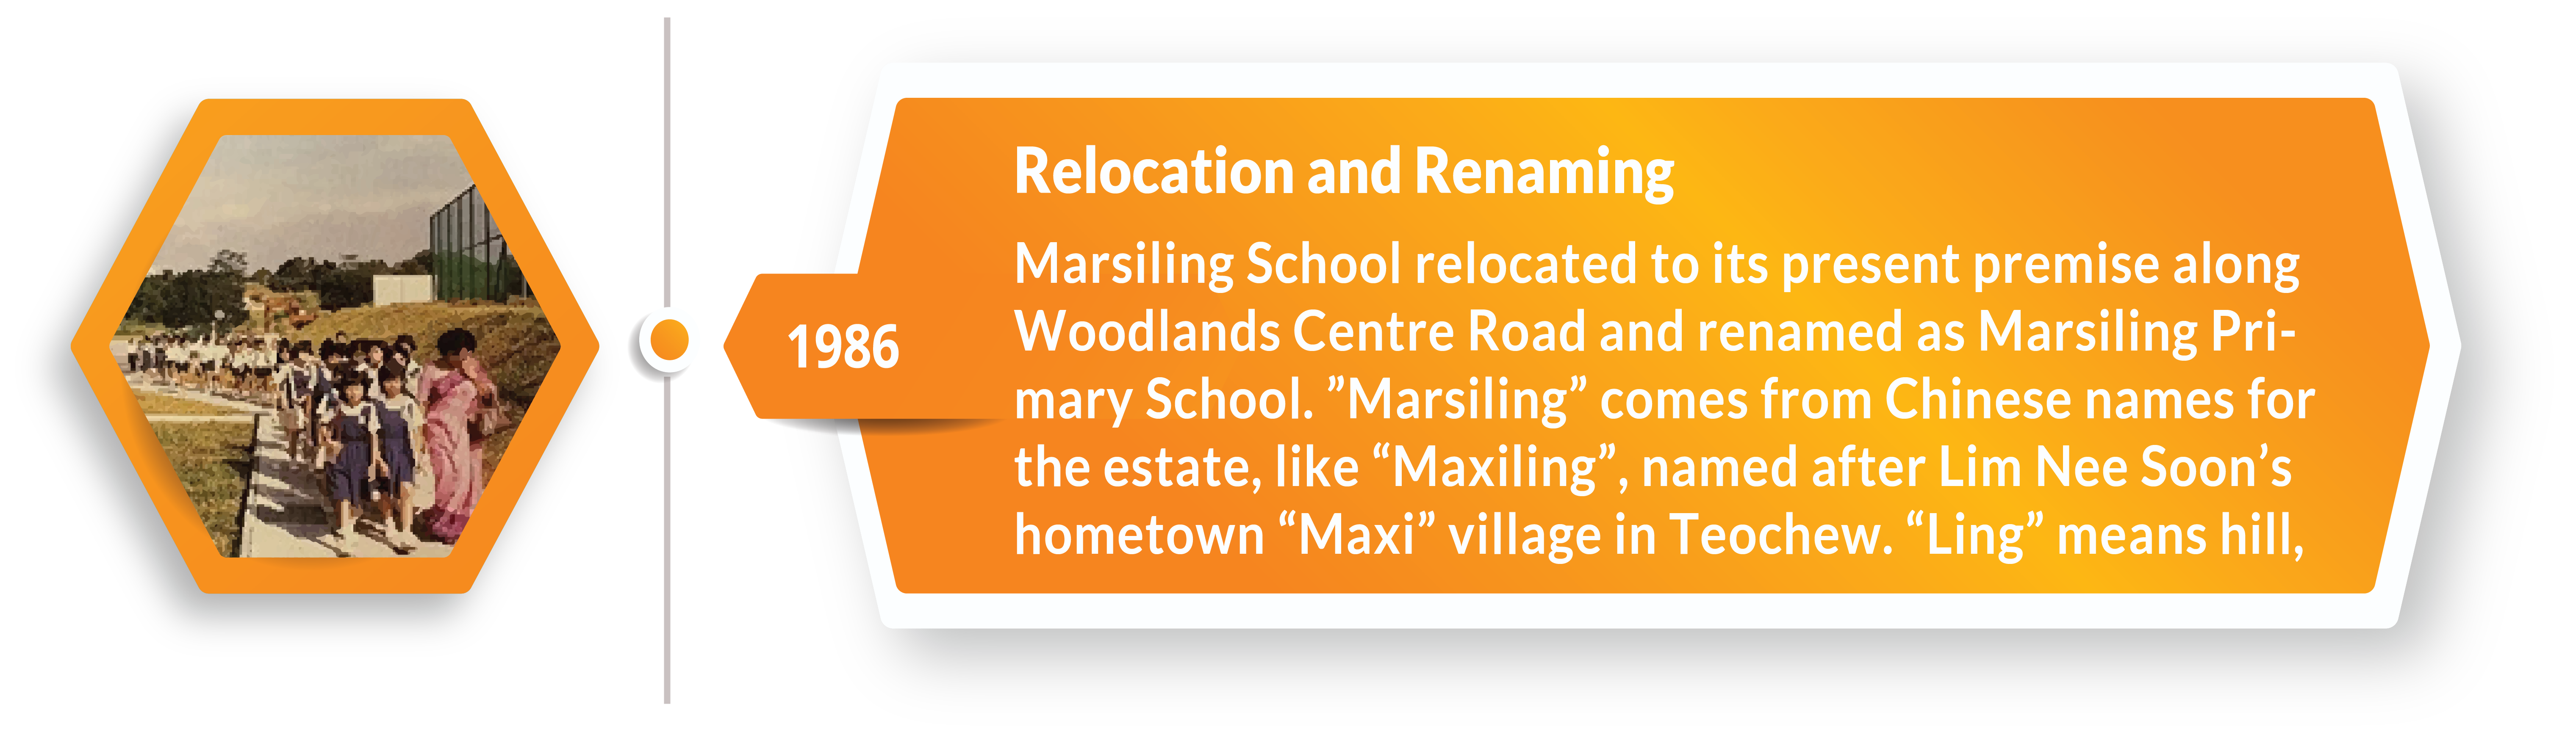 Relocation and Renaming
Marsiling School relocated to its present premise along
Woodlands Centre Road and renamed as Marsiling Pri-
mary School. ”Marsiling” comes from Chinese names for
the estate, like “Maxiling”, named after Lim Nee Soon’s
hometown “Maxi” village in Teochew. “Ling” means hill,
1986